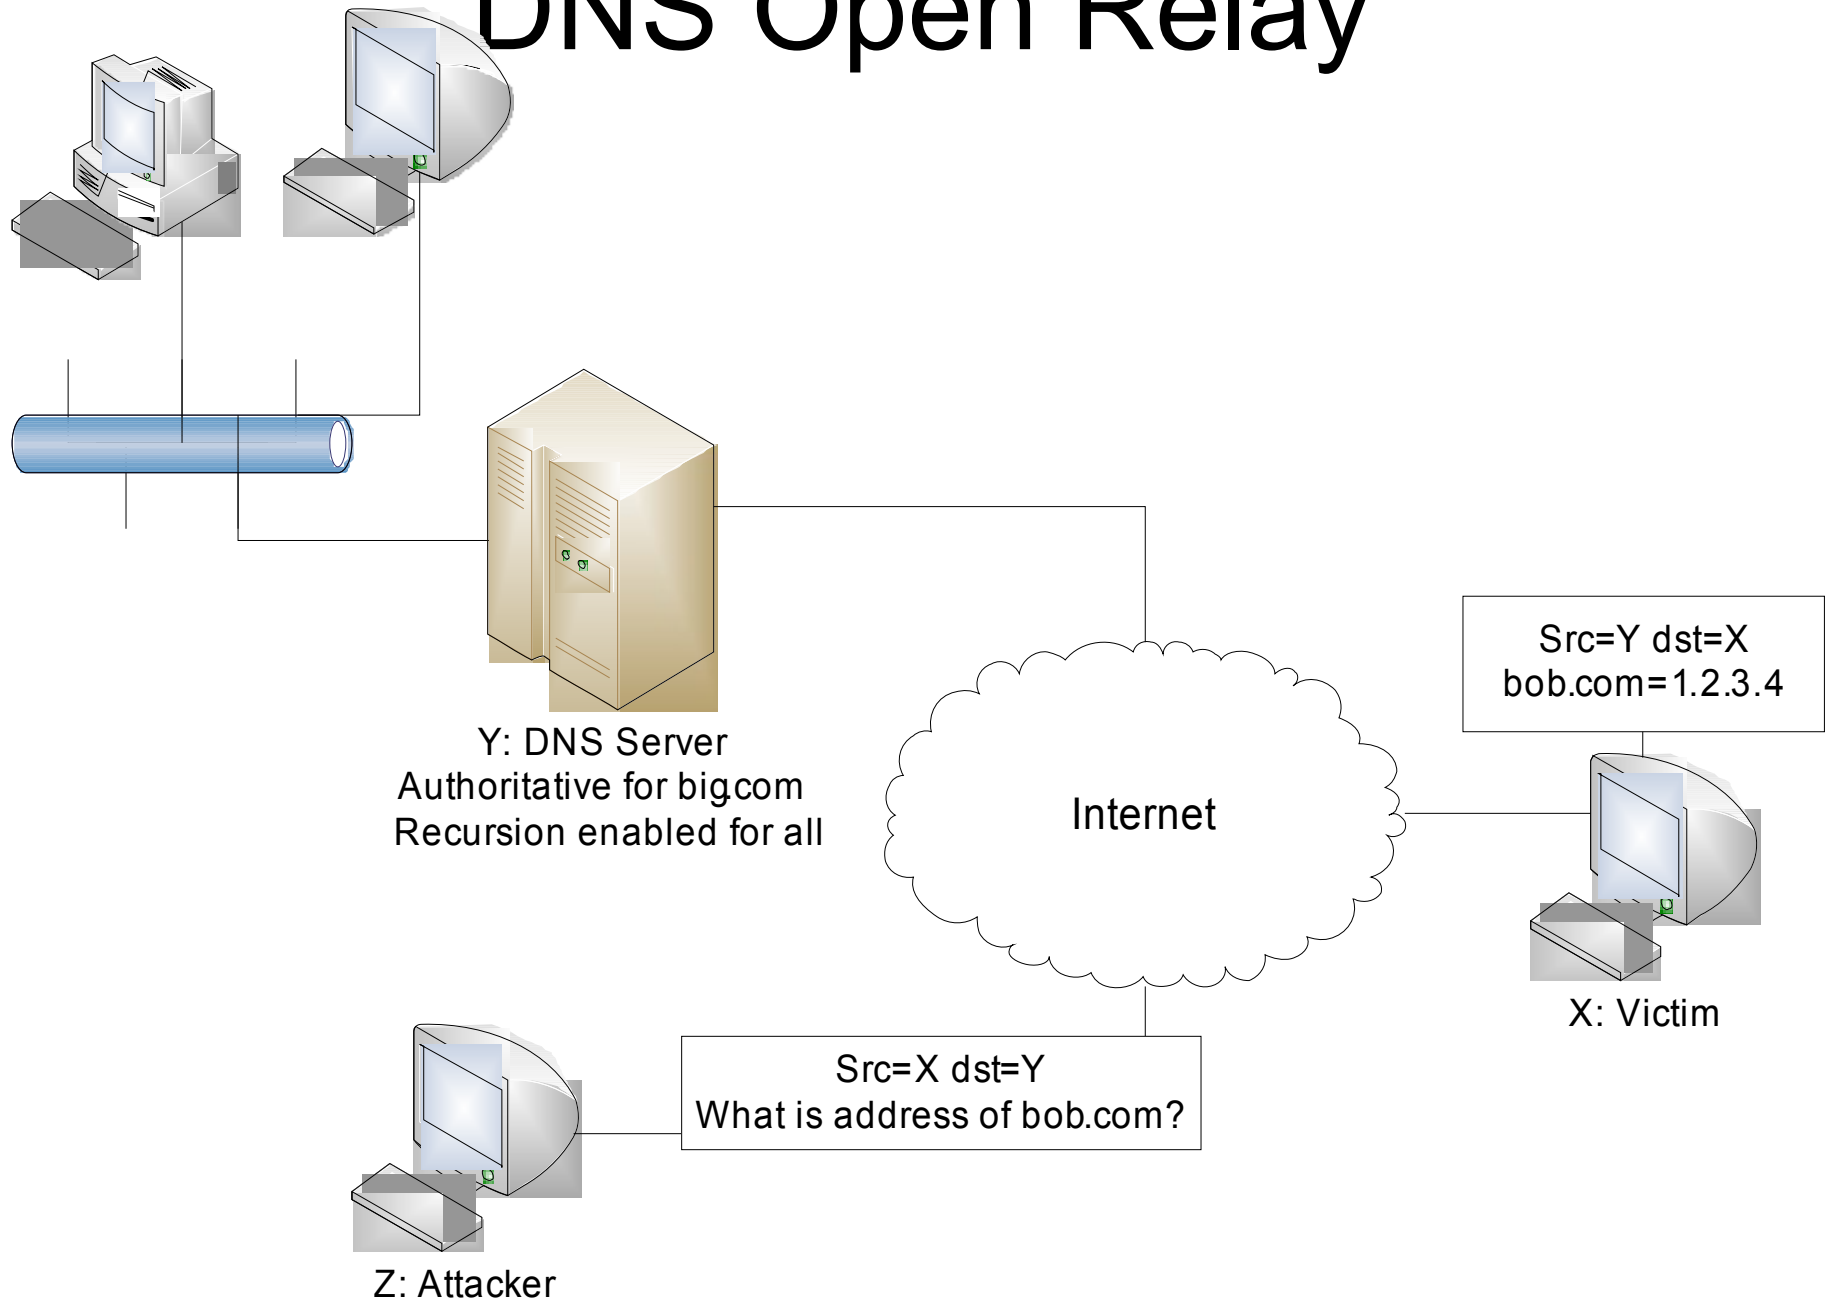 DNS Open Relay
Src=Y dst=X
bob.com=1.2.3.4
Y: DNS Server
Authoritative for big.com
Recursion enabled for all
Internet
X: Victim
Src=X dst=Y
What is address of bob.com?
Z: Attacker